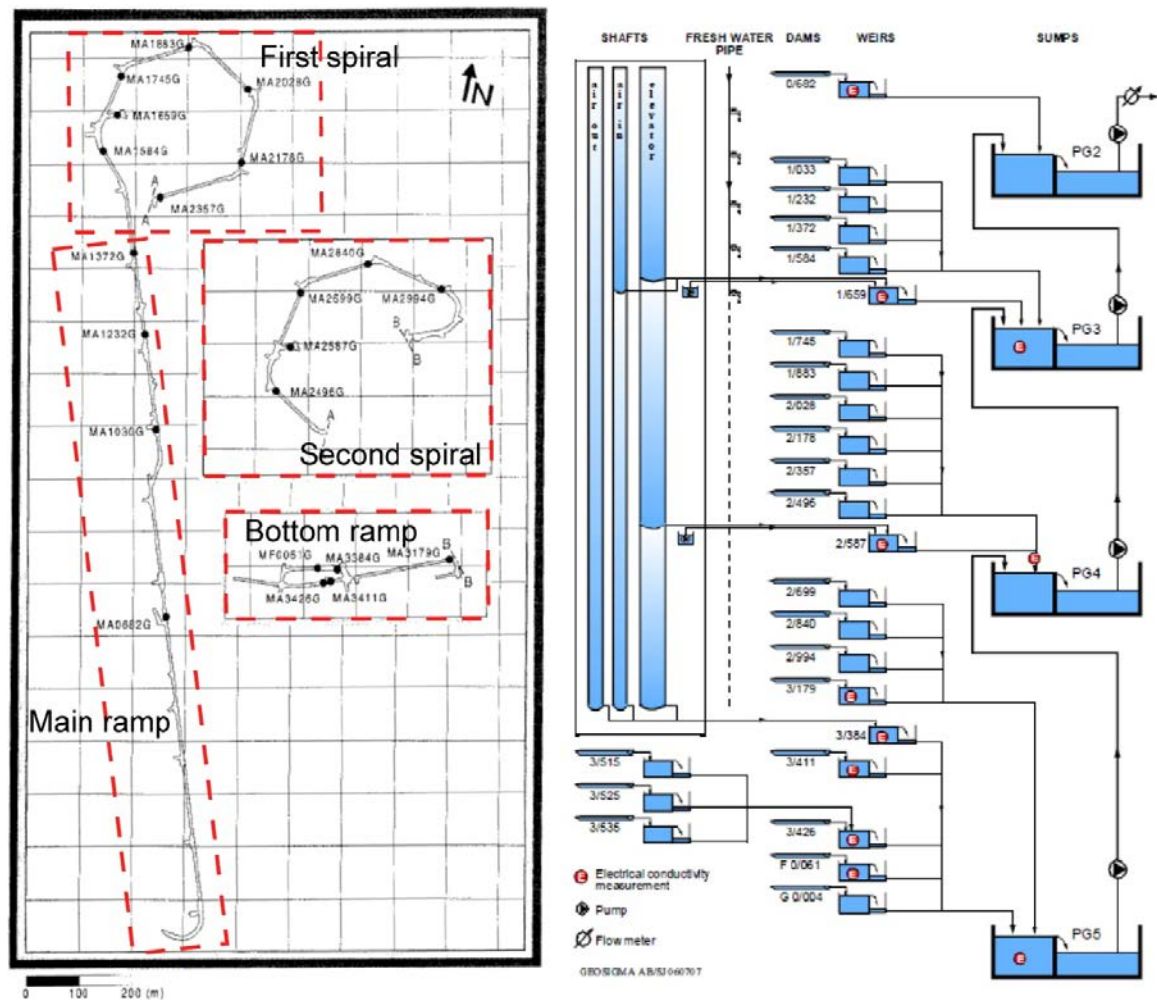 First spiral
MA1883G
MA1745G
MA2028G
MA1659G
MA1584G
MA2178G
A
A
MA2357G
N
MA1372G
MA1232G
MA1030G
MA0682G
Main ramp
MA2840G
MA2699G
MA2994G
B
B
MA2587G
MA2496G
A
Second spiral
Bottom ramp
MF0061G
MA3384G
MA3179G
B
B
MA3426G
MA3411G
0 100 200 (m)
SHAFTS FRESH WATER PIPE DAMS WEIRS SUMPS
air out
air in
elevator
0/682
E
PG2
1/033
1/232
1/372
1/584
1/659
E
PG3
E
1/745
1/883
2/028
2/178
2/357
2/496
2/587
E
E
PG4
2/699
2/840
2/994
3/179
E
3/384
E
3/411
E
3/515
3/525
3/535
3/426
E
F 0/061
E
G 0/004
PG5
E
E Electrical conductivity
measurement
Pump
Flow meter
GEOSIGMA AB/SJ 060707